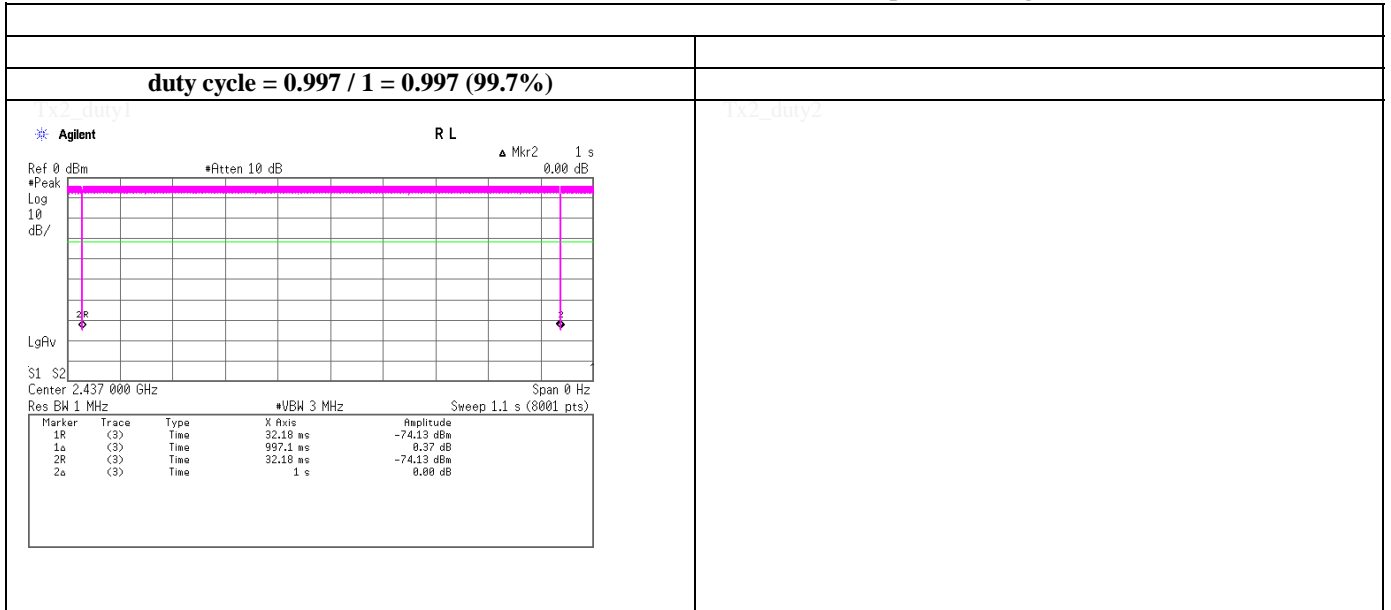 duty cycle = 0.997 / 1 = 0.997 (99.7%)
Tx2_duty1
Tx2_duty2
Agilent R L
Δ Mkr2 1 s
Ref 0 dBm #Atten 10 dB 0.00 dB
#Peak
Log
10
dB/
2R 2
LgAv
S1 S2
Center 2.437 000 GHz Span 0 Hz
Res BW 1 MHz #VBW 3 MHz Sweep 1.1 s (8001 pts)
Marker Trace Type X Axis Amplitude
1R (3) Time 32.18 ms -74.13 dBm
1Δ (3) Time 997.1 ms 0.37 dB
2R (3) Time 32.18 ms -74.13 dBm
2Δ (3) Time 1 s 0.00 dB